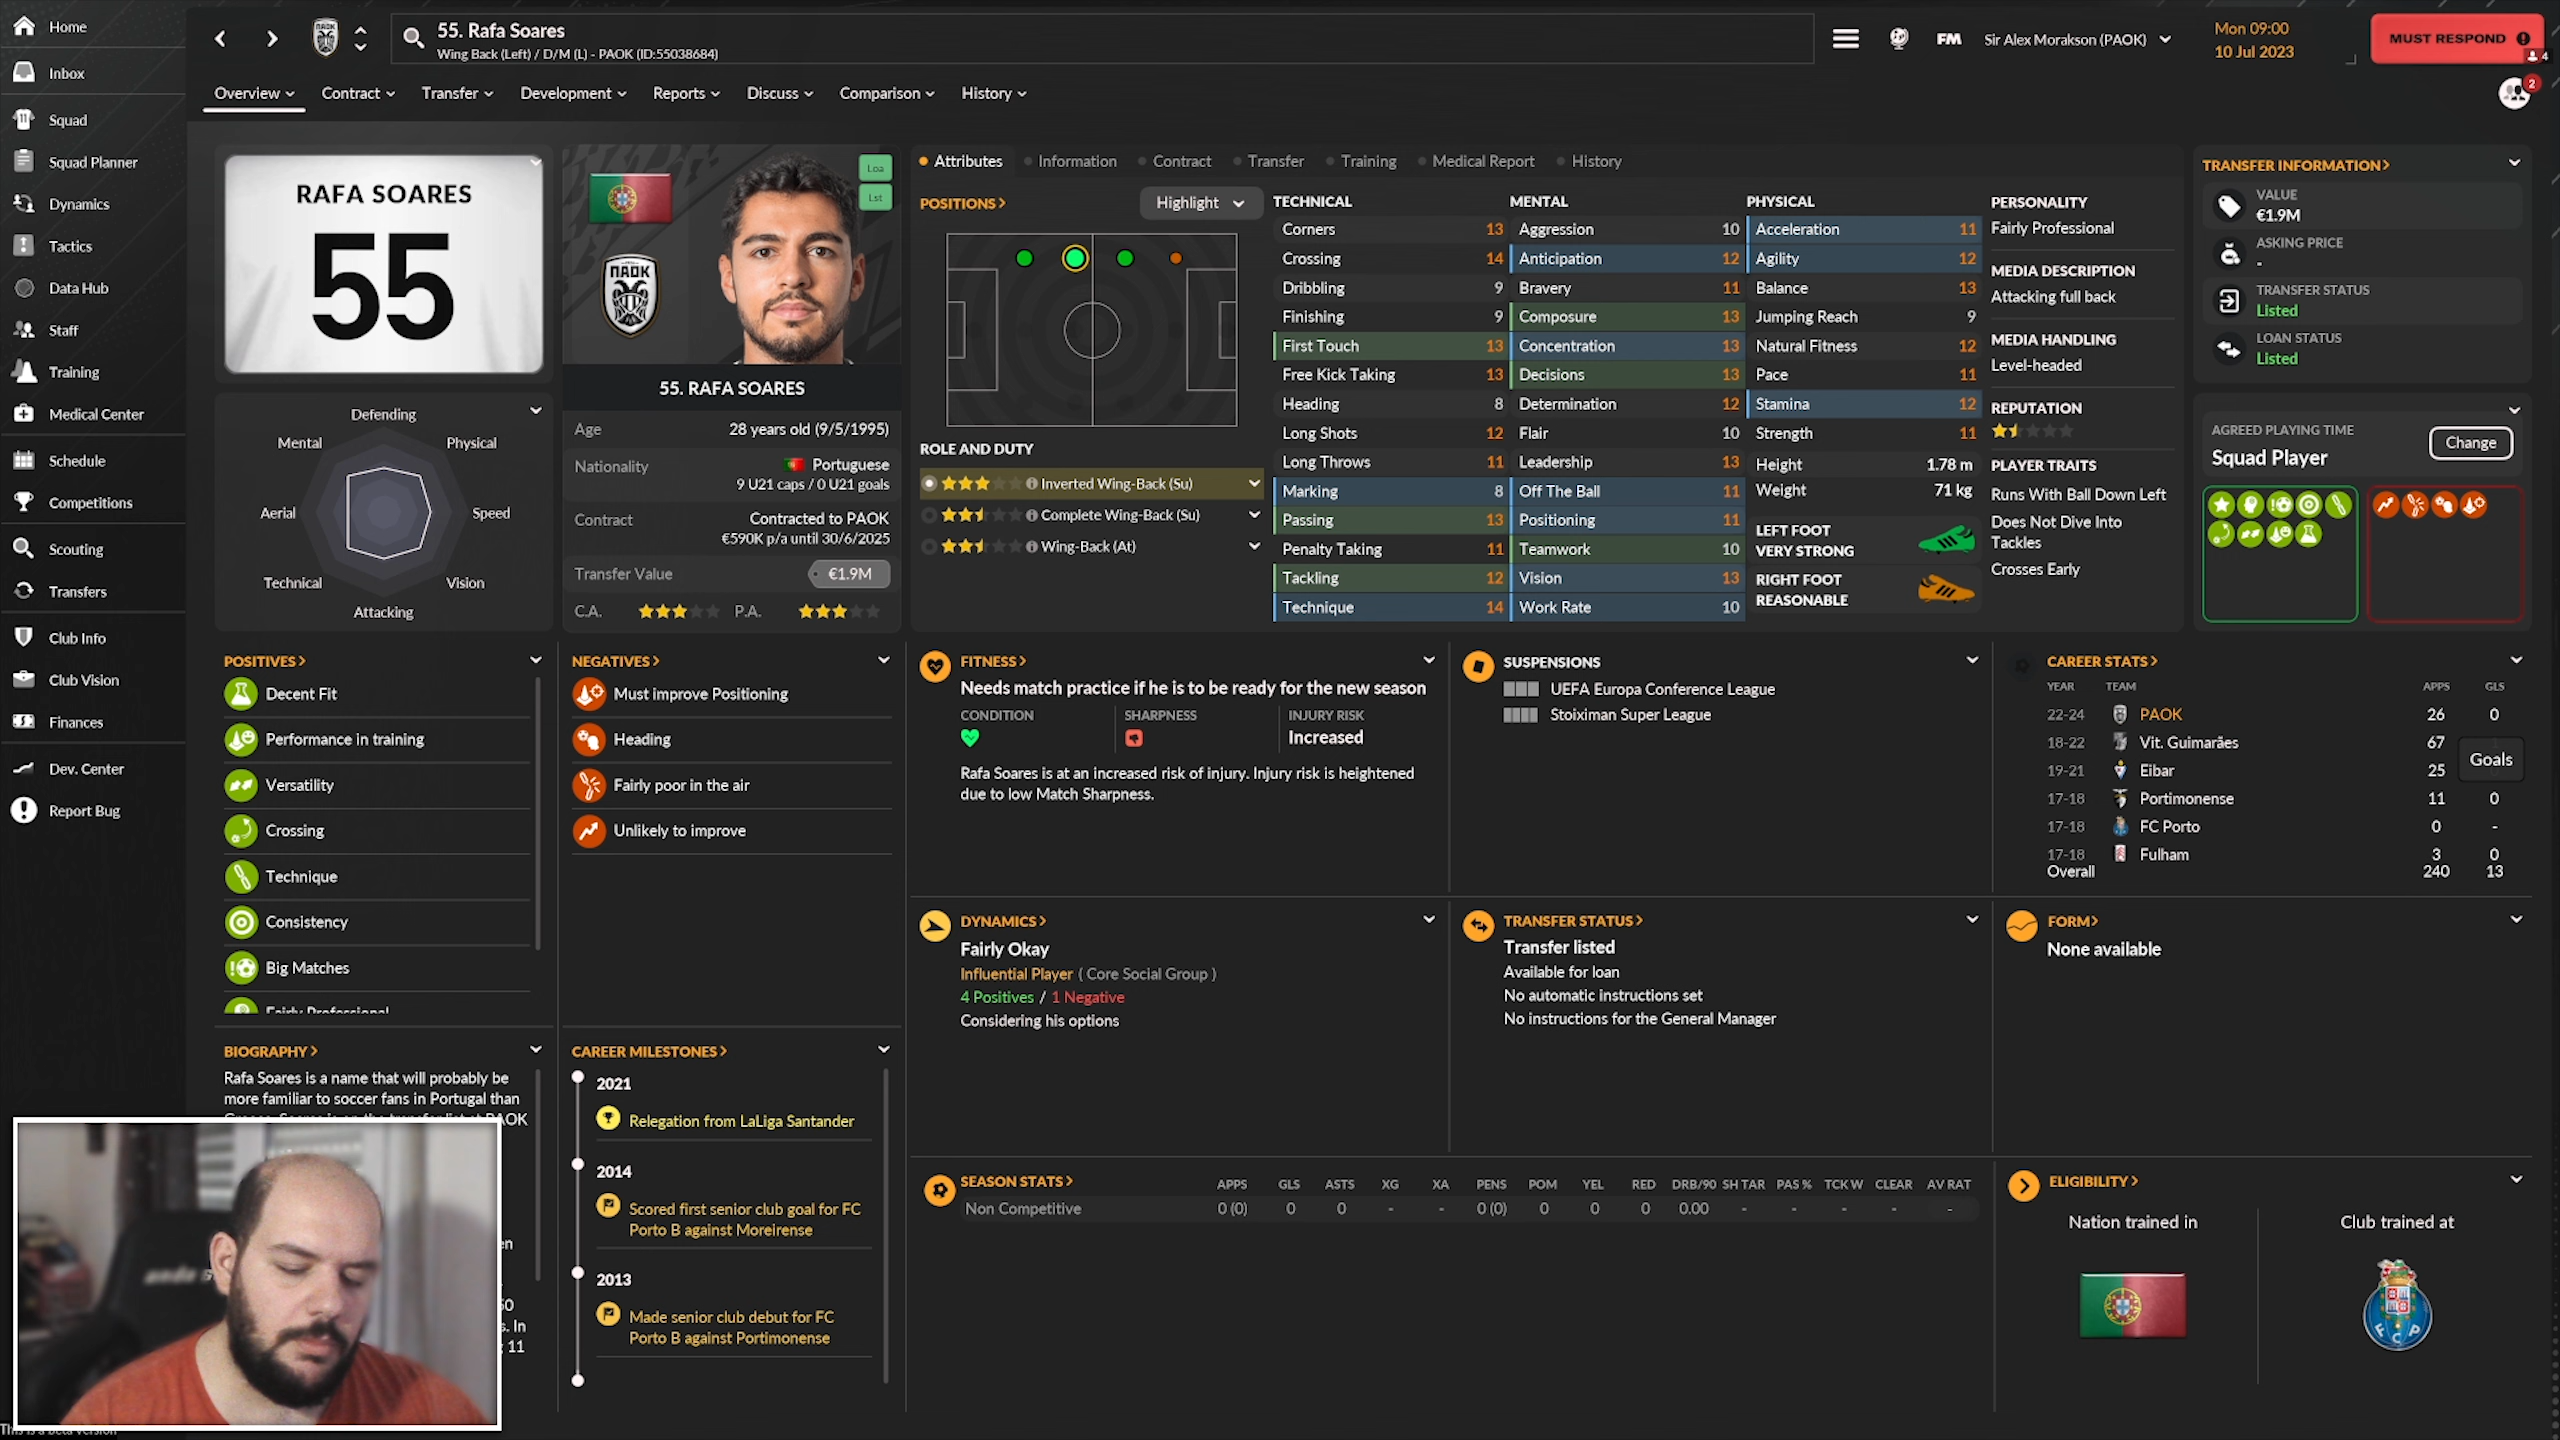 Home
Inbox
Squad
Squad Planner
Dynamics
Tactics
Data Hub
Staff
Training
Medical Center
Schedule
Competitions
Scouting
Transfers
Club Info
Club Vision
Finances
Dev. Center
Report Bug
55. Rafa Soares
Wing Back (Left) / D/M (L) - PAOK (ID:55038684)
FM
Sir Alex Morakson (PAOK)
Mon 09:00
10 Jul 2023
MUST RESPOND
4
2
Overview Contract Transfer Development Reports Discuss Comparison History
RAFA SOARES
55
Defending
Physical
Speed
Vision
Attacking
Technical
Aerial
Mental
Loa
Lst
ΠΑΟΚ
55. RAFA SOARES
Age 28 years old (9/5/1995)
Nationality Portuguese
9 U21 caps / 0 U21 goals
Contract Contracted to PAOK
€590K p/a until 30/6/2025
Transfer Value €1.9M
C.A. P.A.
Attributes Information Contract Transfer Training Medical Report History
POSITIONS>
Highlight
ROLE AND DUTY
Inverted Wing-Back (Su)
Complete Wing-Back (Su)
Wing-Back (At)
TECHNICAL
Corners 13
Crossing 14
Dribbling 9
Finishing 9
First Touch 13
Free Kick Taking 13
Heading 8
Long Shots 12
Long Throws 11
Marking 8
Passing 13
Penalty Taking 11
Tackling 12
Technique 14
MENTAL
Aggression 10
Anticipation 12
Bravery 11
Composure 13
Concentration 13
Decisions 13
Determination 12
Flair 10
Leadership 13
Off The Ball 11
Positioning 11
Teamwork 10
Vision 13
Work Rate 10
PHYSICAL
Acceleration 11
Agility 12
Balance 13
Jumping Reach 9
Natural Fitness 12
Pace 11
Stamina 12
Strength 11
Height 1.78 m
Weight 71 kg
LEFT FOOT
VERY STRONG
RIGHT FOOT
REASONABLE
PERSONALITY
Fairly Professional
MEDIA DESCRIPTION
Attacking full back
MEDIA HANDLING
Level-headed
REPUTATION
PLAYER TRAITS
Runs With Ball Down Left
Does Not Dive Into
Tackles
Crosses Early
TRANSFER INFORMATION>
VALUE
€1.9M
ASKING PRICE
-
TRANSFER STATUS
Listed
LOAN STATUS
Listed
AGREED PLAYING TIME
Squad Player
Change
POSITIVES>
Decent Fit
Performance in training
Versatility
Crossing
Technique
Consistency
Big Matches
Fairly Professional
NEGATIVES>
Must improve Positioning
Heading
Fairly poor in the air
Unlikely to improve
FITNESS>
Needs match practice if he is to be ready for the new season
CONDITION SHARPNESS INJURY RISK
Increased
Rafa Soares is at an increased risk of injury. Injury risk is heightened
due to low Match Sharpness.
SUSPENSIONS
UEFA Europa Conference League
Stoiximan Super League
CAREER STATS>
YEAR TEAM APPS GLS
22-24 PAOK 26 0
18-22 Vit. Guimarães 67
19-21 Eibar 25
Goals
17-18 Portimonense 11 0
17-18 FC Porto 0 -
17-18 Fulham 3 0
Overall 240 13
DYNAMICS>
Fairly Okay
Influential Player ( Core Social Group )
4 Positives / 1 Negative
Considering his options
TRANSFER STATUS>
Transfer listed
Available for loan
No automatic instructions set
No instructions for the General Manager
FORM>
None available
BIOGRAPHY>
Rafa Soares is a name that will probably be
more familiar to soccer fans in Portugal than
CAREER MILESTONES>
2021
Relegation from LaLiga Santander
2014
Scored first senior club goal for FC
Porto B against Moreirense
2013
Made senior club debut for FC
Porto B against Portimonense
SEASON STATS> APPS GLS ASTS XG XA PENS POM YEL RED DRB/90 SH TAR PAS % TCK W CLEAR AV RAT
Non Competitive 0 (0) 0 0 - - 0 (0) 0 0 0 0.00 - - - - -
ELIGIBILITY>
Nation trained in
Club trained at
FCP